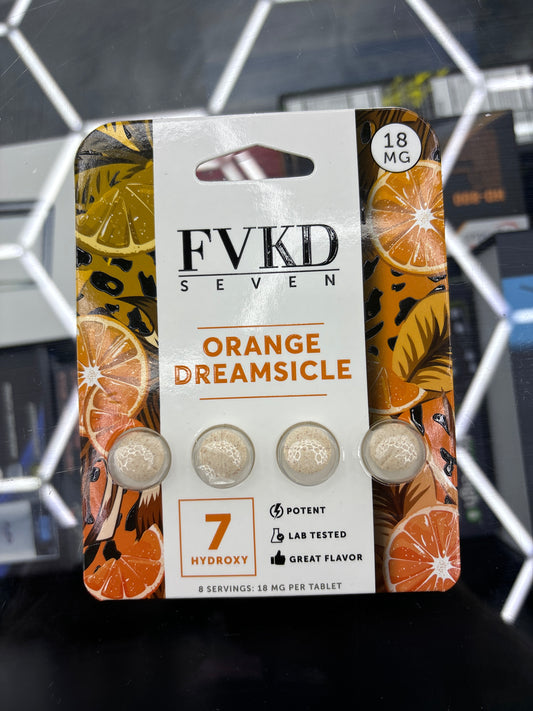 18
MG
FVKD
SEVEN
ORANGE
DREAMSICLE
7
HYDROXY
POTENT
LAB TESTED
GREAT FLAVOR
8 SERVINGS: 18 MG PER TABLET